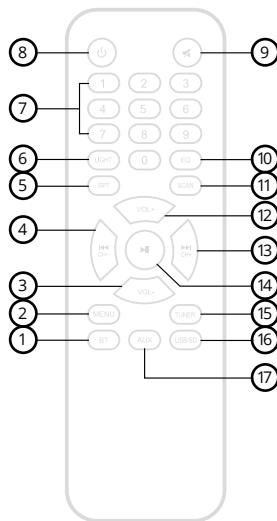 8 9
1 2 3
7
4 5 6
7 8 9
6 LIGHT 0 EQ 10
5 RPT SCAN 11
VOL+ 12
4
CH- CH+ 13
14
3 VOL-
2 MENU TUNER 15
1 BT AUX USB/SD 16
17